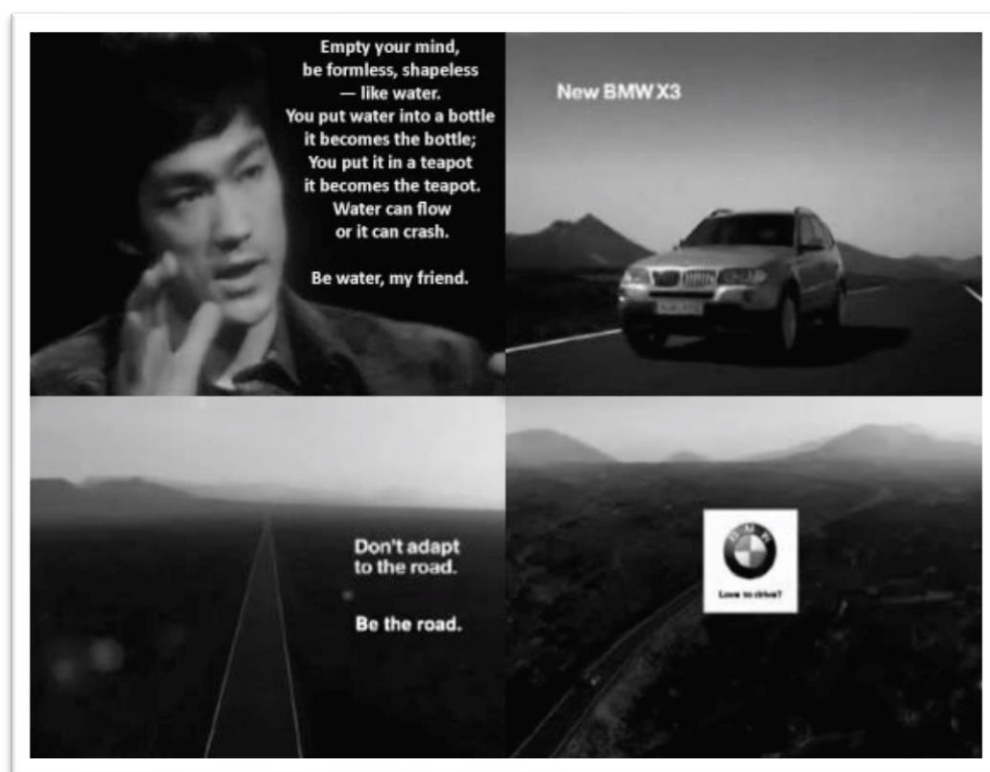 Empty your mind,
be formless, shapeless
— like water.
You put water into a bottle
it becomes the bottle;
You put it in a teapot
it becomes the teapot.
Water can flow
or it can crash.
Be water, my friend.
New BMW X3
Don't adapt
to the road.
Be the road.
BMW
Love to drive?